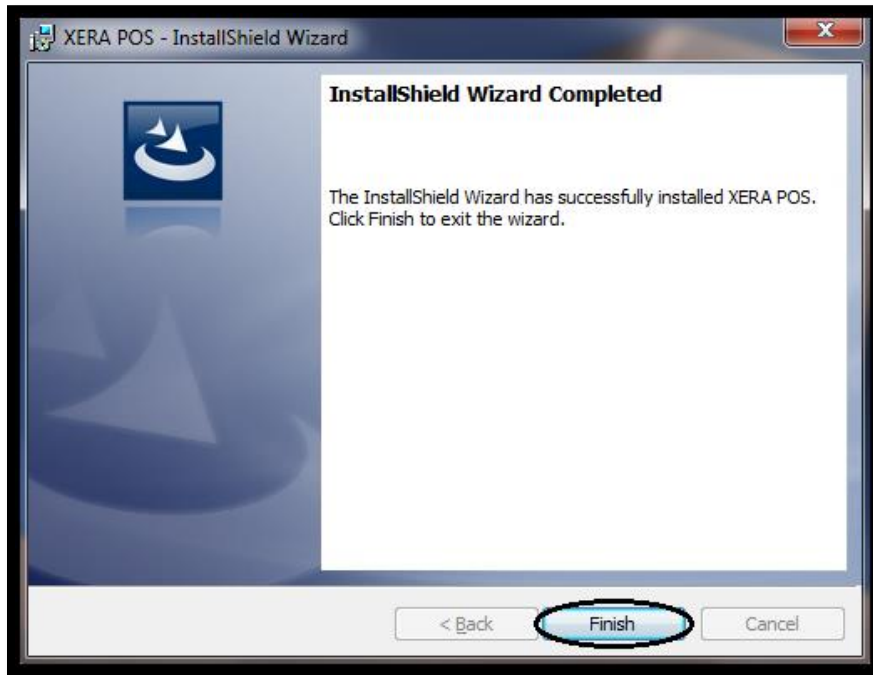 XERA POS - InstallShield Wizard
InstallShield Wizard Completed
The InstallShield Wizard has successfully installed XERA POS.
Click Finish to exit the wizard.
< Back
Finish
Cancel